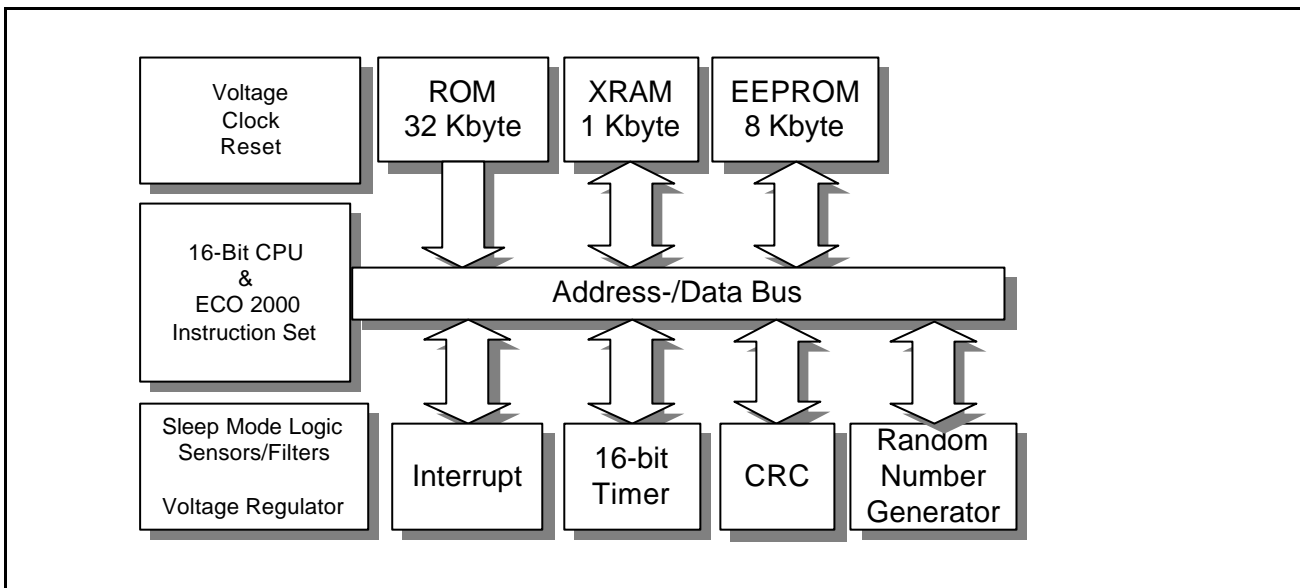 Voltage
Clock
Reset
ROM
32 Kbyte
XRAM
1 Kbyte
EEPROM
8 Kbyte
16-Bit CPU
&
ECO 2000
Instruction Set
Address-/Data Bus
Sleep Mode Logic
Sensors/Filters
Voltage Regulator
Interrupt
16-bit
Timer
CRC
Random
Number
Generator